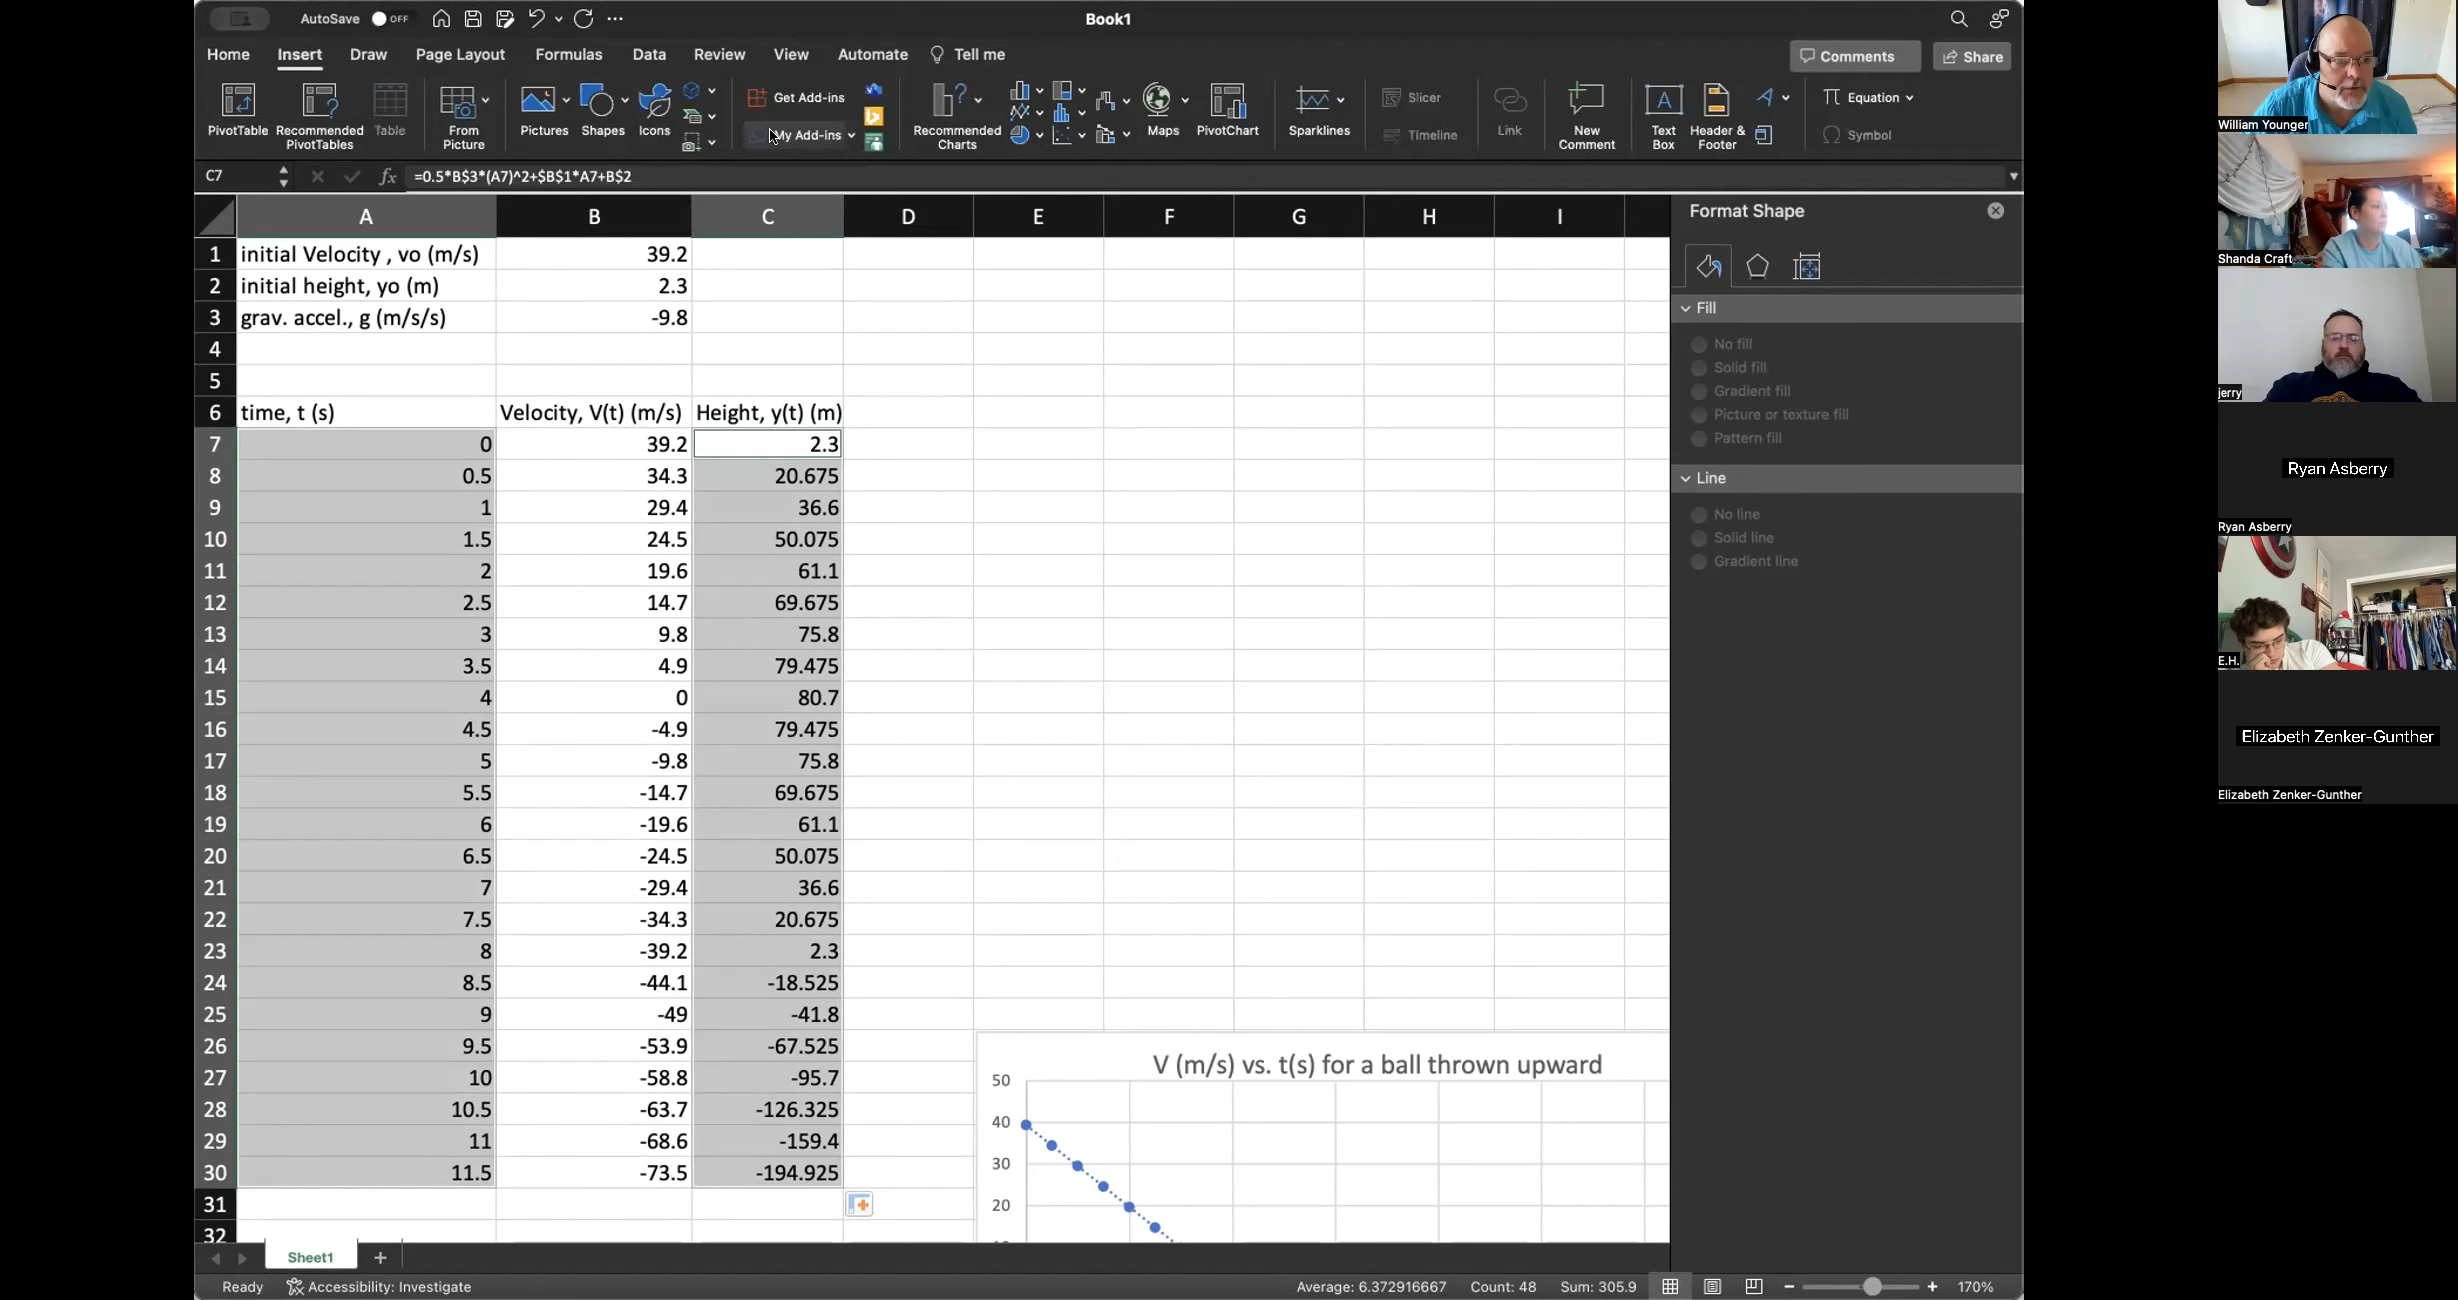 AutoSave OFF
Book1
Home Insert Draw Page Layout Formulas Data Review View Automate Tell me
Comments Share
PivotTable
Recommended PivotTables
Table
From Picture
Pictures
Shapes
Icons
Get Add-ins
My Add-ins
Recommended Charts
Maps
PivotChart
Sparklines
Slicer
Timeline
Link
New Comment
Text Box
Header & Footer
Equation
Symbol
C7 fx =0.5*B$3*(A7)^2+$B$1*A7+B$2
A B C D E F G H I
1 initial Velocity , vo (m/s) 39.2
2 initial height, yo (m) 2.3
3 grav. accel., g (m/s/s) -9.8
4
5
6 time, t (s) Velocity, V(t) (m/s) Height, y(t) (m)
7 0 39.2 2.3
8 0.5 34.3 20.675
9 1 29.4 36.6
10 1.5 24.5 50.075
11 2 19.6 61.1
12 2.5 14.7 69.675
13 3 9.8 75.8
14 3.5 4.9 79.475
15 4 0 80.7
16 4.5 -4.9 79.475
17 5 -9.8 75.8
18 5.5 -14.7 69.675
19 6 -19.6 61.1
20 6.5 -24.5 50.075
21 7 -29.4 36.6
22 7.5 -34.3 20.675
23 8 -39.2 2.3
24 8.5 -44.1 -18.525
25 9 -49 -41.8
26 9.5 -53.9 -67.525
27 10 -58.8 -95.7
28 10.5 -63.7 -126.325
29 11 -68.6 -159.4
30 11.5 -73.5 -194.925
31
32
V (m/s) vs. t(s) for a ball thrown upward
50
40
30
20
Format Shape
Fill
No fill
Solid fill
Gradient fill
Picture or texture fill
Pattern fill
Line
No line
Solid line
Gradient line
Sheet1 +
Ready Accessibility: Investigate Average: 6.372916667 Count: 48 Sum: 305.9 170%
William Younger
Shanda Craft
jerry
Ryan Asberry
Ryan Asberry
E.H.
Elizabeth Zenker-Gunther
Elizabeth Zenker-Gunther